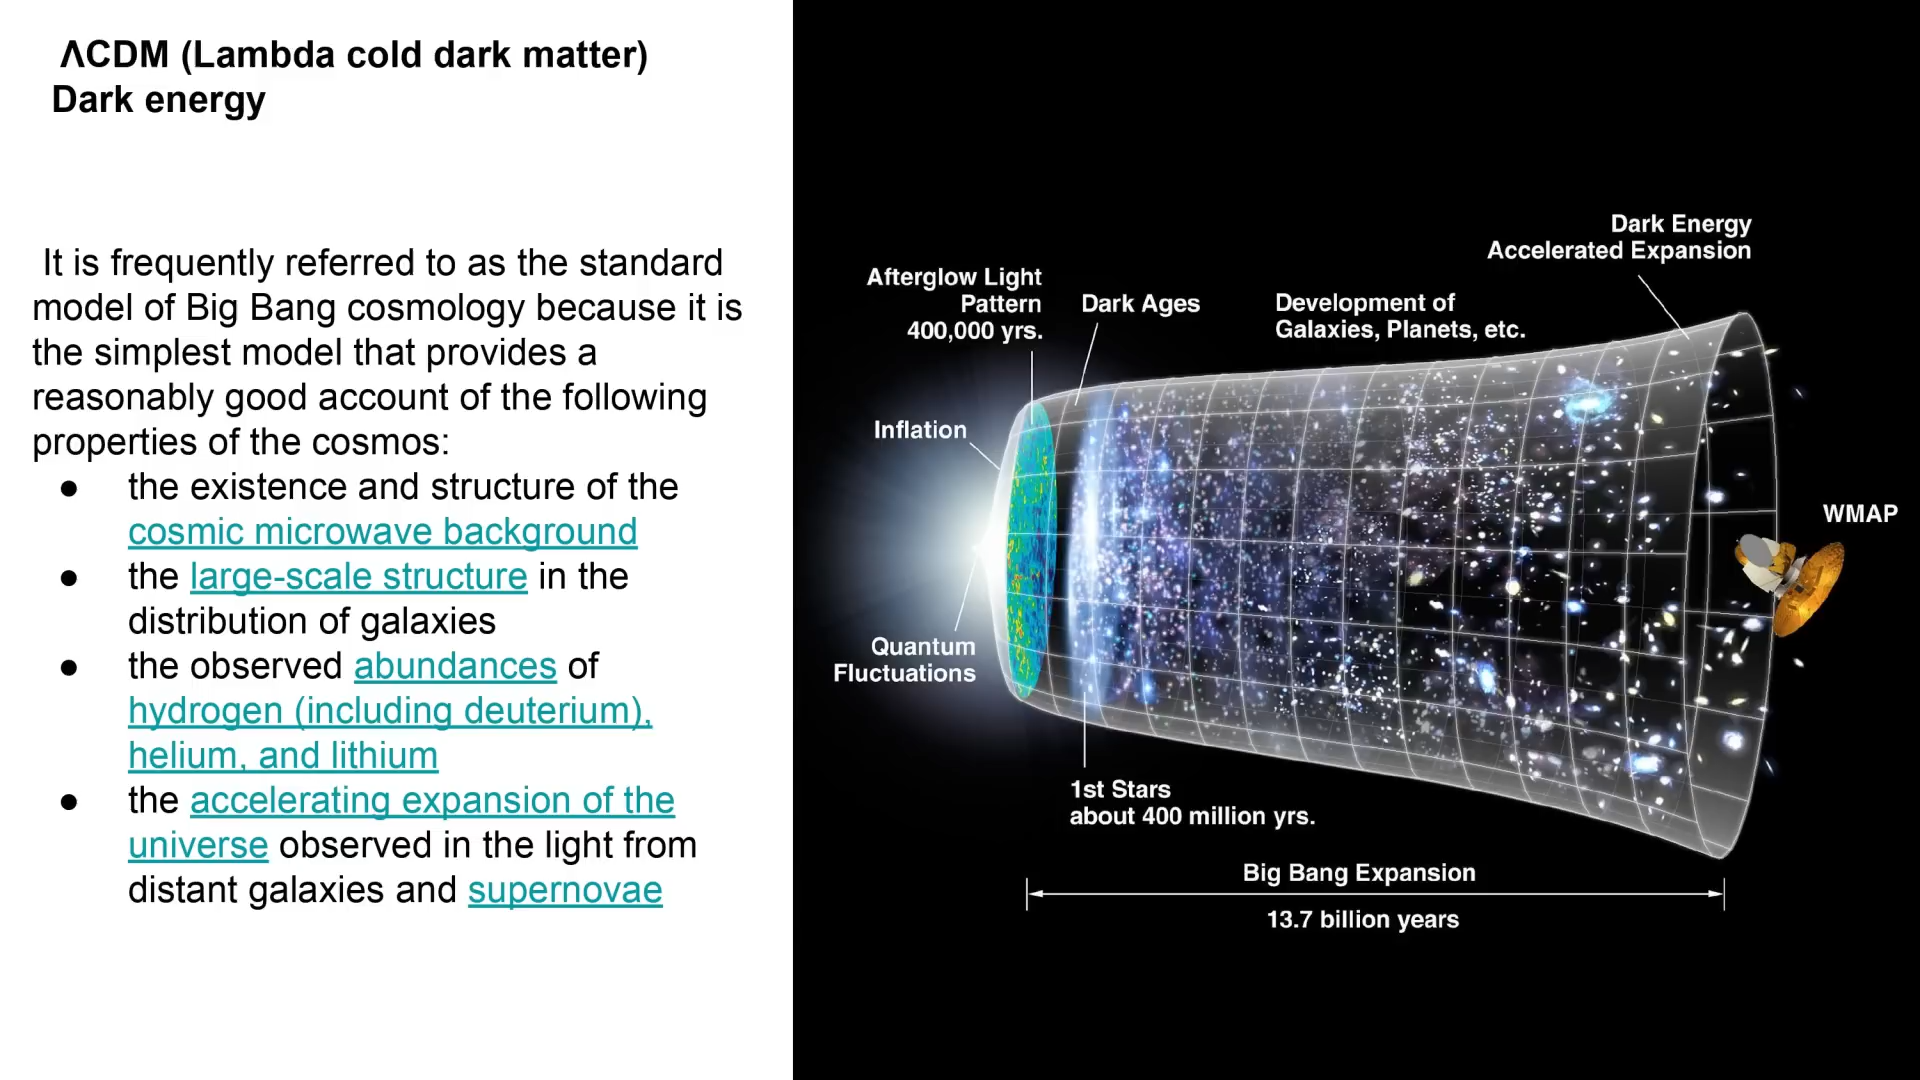 ΛCDM (Lambda cold dark matter)
Dark energy
It is frequently referred to as the standard
model of Big Bang cosmology because it is
the simplest model that provides a
reasonably good account of the following
properties of the cosmos:
● the existence and structure of the
cosmic microwave background
● the large-scale structure in the
distribution of galaxies
● the observed abundances of
hydrogen (including deuterium),
helium, and lithium
● the accelerating expansion of the
universe observed in the light from
distant galaxies and supernovae
Dark Energy
Accelerated Expansion
Afterglow Light
Pattern
400,000 yrs.
Dark Ages
Development of
Galaxies, Planets, etc.
Inflation
WMAP
Quantum
Fluctuations
1st Stars
about 400 million yrs.
Big Bang Expansion
13.7 billion years